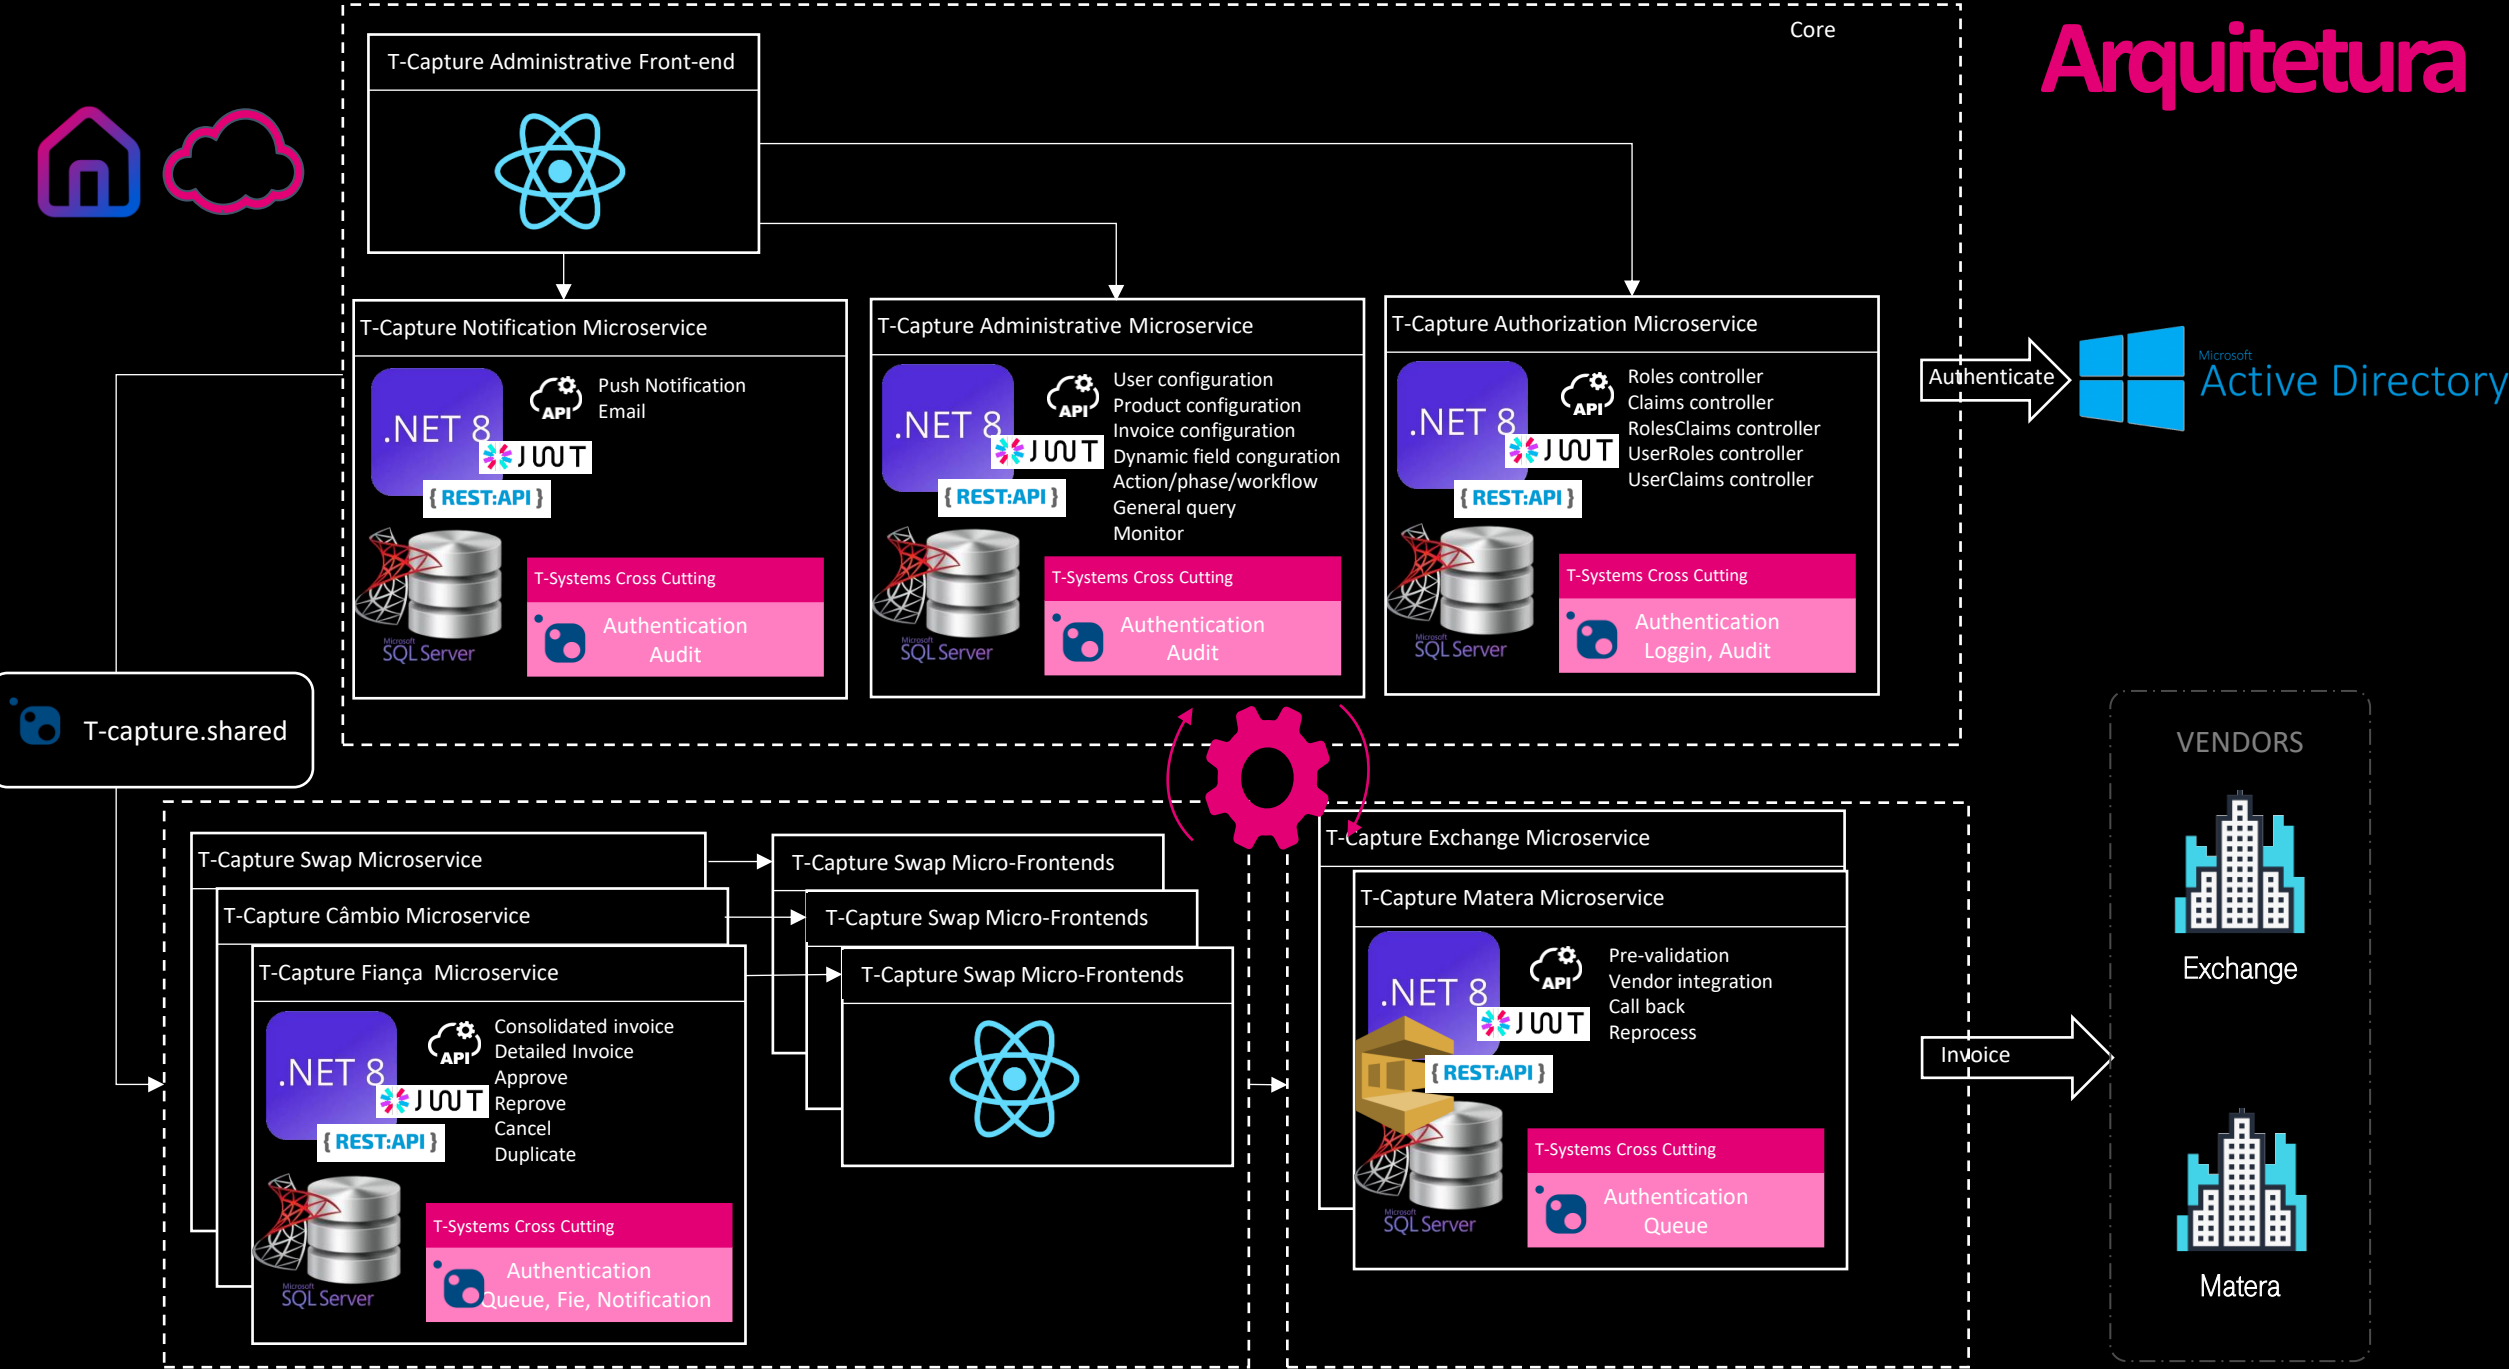 Core
Arquitetura
T-Capture Administrative Front-end
T-Capture Notification Microservice
.NET 8
JWT
{ REST:API }
API
Push Notification
Email
Microsoft
SQL Server
T-Systems Cross Cutting
Authentication
Audit
T-Capture Administrative Microservice
.NET 8
JWT
{ REST:API }
API
User configuration
Product configuration
Invoice configuration
Dynamic field conguration
Action/phase/workflow
General query
Monitor
Microsoft
SQL Server
T-Systems Cross Cutting
Authentication
Audit
T-Capture Authorization Microservice
.NET 8
JWT
{ REST:API }
API
Roles controller
Claims controller
RolesClaims controller
UserRoles controller
UserClaims controller
Microsoft
SQL Server
T-Systems Cross Cutting
Authentication
Loggin, Audit
Authenticate
Microsoft
Active Directory
T-capture.shared
T-Capture Swap Microservice
T-Capture Câmbio Microservice
T-Capture Fiança  Microservice
.NET 8
JWT
{ REST:API }
API
Consolidated invoice
Detailed Invoice
Approve
Reprove
Cancel
Duplicate
Microsoft
SQL Server
T-Systems Cross Cutting
Authentication
Queue, Fie, Notification
T-Capture Swap Micro-Frontends
T-Capture Swap Micro-Frontends
T-Capture Swap Micro-Frontends
T-Capture Exchange Microservice
T-Capture Matera Microservice
.NET 8
JWT
{ REST:API }
API
Pre-validation
Vendor integration
Call back
Reprocess
Microsoft
SQL Server
T-Systems Cross Cutting
Authentication
Queue
Invoice
VENDORS
Exchange
Matera